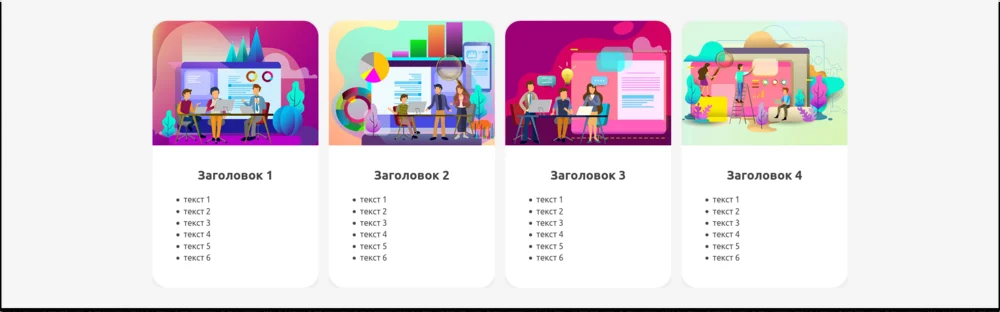 Заголовок 1
• текст 1
• текст 2
• текст 3
• текст 4
• текст 5
• текст 6
Заголовок 2
• текст 1
• текст 2
• текст 3
• текст 4
• текст 5
• текст 6
Заголовок 3
• текст 1
• текст 2
• текст 3
• текст 4
• текст 5
• текст 6
Заголовок 4
• текст 1
• текст 2
• текст 3
• текст 4
• текст 5
• текст 6